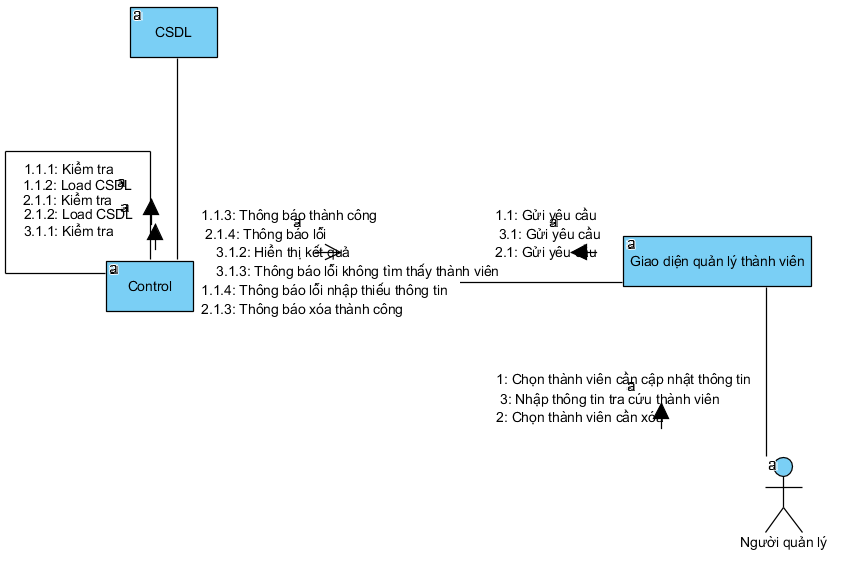 a
CSDL
1.1.1: Kiểm tra
1.1.2: Load CSDL
a
2.1.1: Kiểm tra
2.1.2: Load CSDL
a
3.1.1: Kiểm tra
a
Control
1.1.3: Thông báo thành công
a
2.1.4: Thông báo lỗi
3.1.2: Hiển thị kết quả
3.1.3: Thông báo lỗi không tìm thấy thành viên
1.1.4: Thông báo lỗi nhập thiếu thông tin
2.1.3: Thông báo xóa thành công
1.1: Gửi yêu cầu
a
3.1: Gửi yêu cầu
2.1: Gửi yêu cầu
a
Giao diện quản lý thành viên
1: Chọn thành viên cần cập nhật thông tin
a
3: Nhập thông tin tra cứu thành viên
2: Chọn thành viên cần xóa
a
Người quản lý